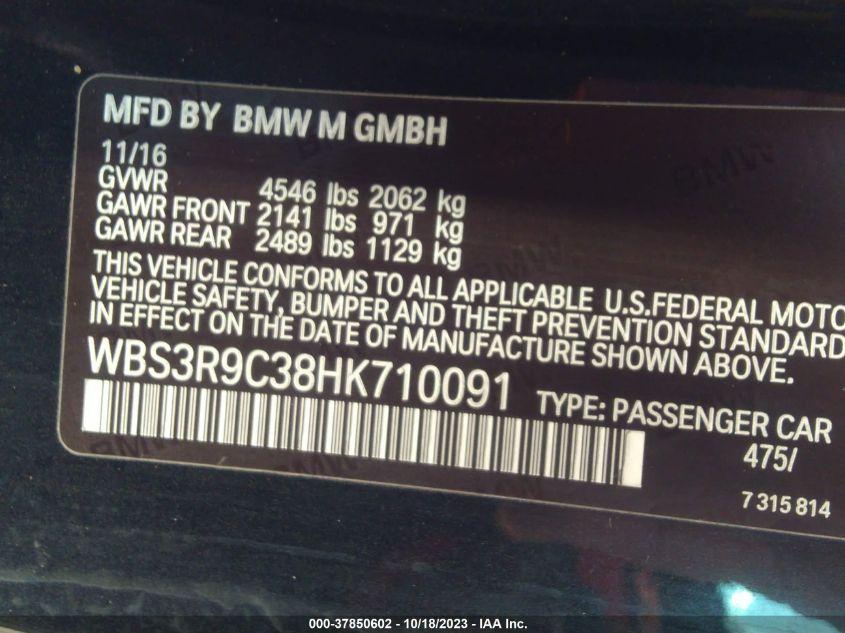 MFD BY BMW M GMBH
11/16
GVWR 4546 lbs 2062 kg
GAWR FRONT 2141 lbs 971 kg
GAWR REAR 2489 lbs 1129 kg
THIS VEHICLE CONFORMS TO ALL APPLICABLE U.S.FEDERAL MOTO
VEHICLE SAFETY, BUMPER AND THEFT PREVENTION STANDARD
IN EFFECT ON THE DATE OF MANUFACTURE SHOWN ABOVE.
WBS3R9C38HK710091 TYPE: PASSENGER CAR
475/
7 315 814
000-37850602 - 10/18/2023 - IAA Inc.